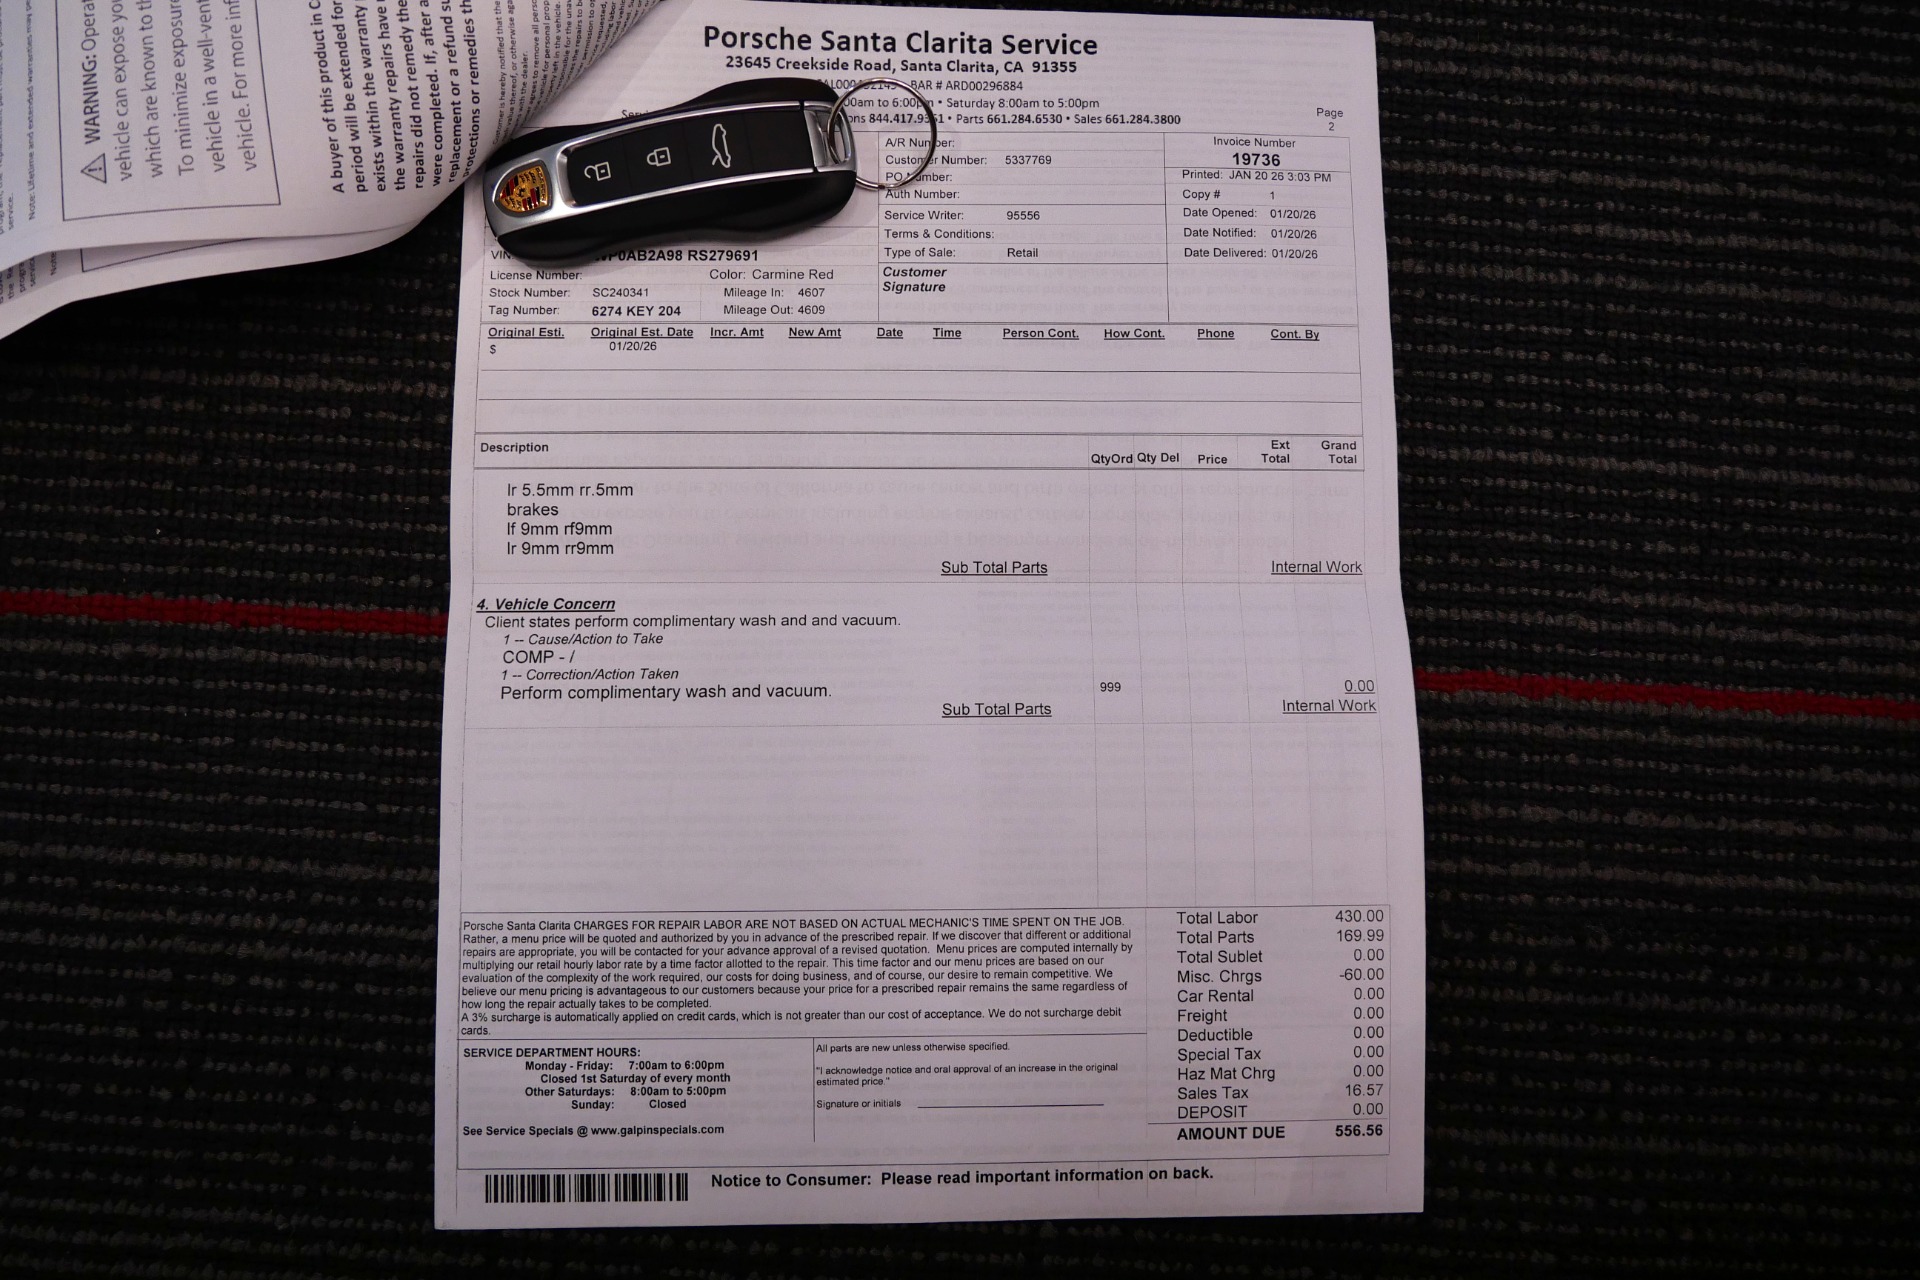 WARNING: Operat
vehicle can expose you
which are known to th
To minimize exposure
vehicle in a well-vent
vehicle. For more inf
A buyer of this product in C
period will be extended for
exists within the warranty
the warranty repairs have
repairs did not remedy the
were completed. If, after a
replacement or a refund su
protections or remedies th
Porsche Santa Clarita Service
23645 Creekside Road, Santa Clarita, CA 91355
BAR # ARD00296884
00am to 6:00pm • Saturday 8:00am to 5:00pm
ons 844.417.9 1 • Parts 661.284.6530 • Sales 661.284.3800
Page
2
A/R Number:
Customer Number: 5337769
PO Number:
Auth Number:
Service Writer: 95556
Terms & Conditions:
Type of Sale: Retail
Customer
Signature
Invoice Number
19736
Printed: JAN 20 26 3:03 PM
Copy # 1
Date Opened: 01/20/26
Date Notified: 01/20/26
Date Delivered: 01/20/26
VIN: P0AB2A98 RS279691
License Number: Color: Carmine Red
Stock Number: SC240341 Mileage In: 4607
Tag Number: 6274 KEY 204 Mileage Out: 4609
Original Esti. Original Est. Date Incr. Amt New Amt Date Time Person Cont. How Cont. Phone Cont. By
$ 01/20/26
Description QtyOrd Qty Del Price Ext Total Grand Total
lr 5.5mm rr.5mm
brakes
lf 9mm rf9mm
lr 9mm rr9mm
Sub Total Parts Internal Work
4. Vehicle Concern
Client states perform complimentary wash and and vacuum.
1 -- Cause/Action to Take
COMP - /
1 -- Correction/Action Taken
Perform complimentary wash and vacuum. 999 0.00
Sub Total Parts Internal Work
Porsche Santa Clarita CHARGES FOR REPAIR LABOR ARE NOT BASED ON ACTUAL MECHANIC'S TIME SPENT ON THE JOB.
Rather, a menu price will be quoted and authorized by you in advance of the prescribed repair. If we discover that different or additional
repairs are appropriate, you will be contacted for your advance approval of a revised quotation. Menu prices are computed internally by
multiplying our retail hourly labor rate by a time factor allotted to the repair. This time factor and our menu prices are based on our
evaluation of the complexity of the work required, our costs for doing business, and of course, our desire to remain competitive. We
believe our menu pricing is advantageous to our customers because your price for a prescribed repair remains the same regardless of
how long the repair actually takes to be completed.
A 3% surcharge is automatically applied on credit cards, which is not greater than our cost of acceptance. We do not surcharge debit
cards.
SERVICE DEPARTMENT HOURS:
Monday - Friday: 7:00am to 6:00pm
Closed 1st Saturday of every month
Other Saturdays: 8:00am to 5:00pm
Sunday: Closed
See Service Specials @ www.galpinspecials.com
All parts are new unless otherwise specified.
"I acknowledge notice and oral approval of an increase in the original
estimated price."
Signature or initials
Total Labor 430.00
Total Parts 169.99
Total Sublet 0.00
Misc. Chrgs -60.00
Car Rental 0.00
Freight 0.00
Deductible 0.00
Special Tax 0.00
Haz Mat Chrg 0.00
Sales Tax 16.57
DEPOSIT 0.00
AMOUNT DUE 556.56
Notice to Consumer: Please read important information on back.